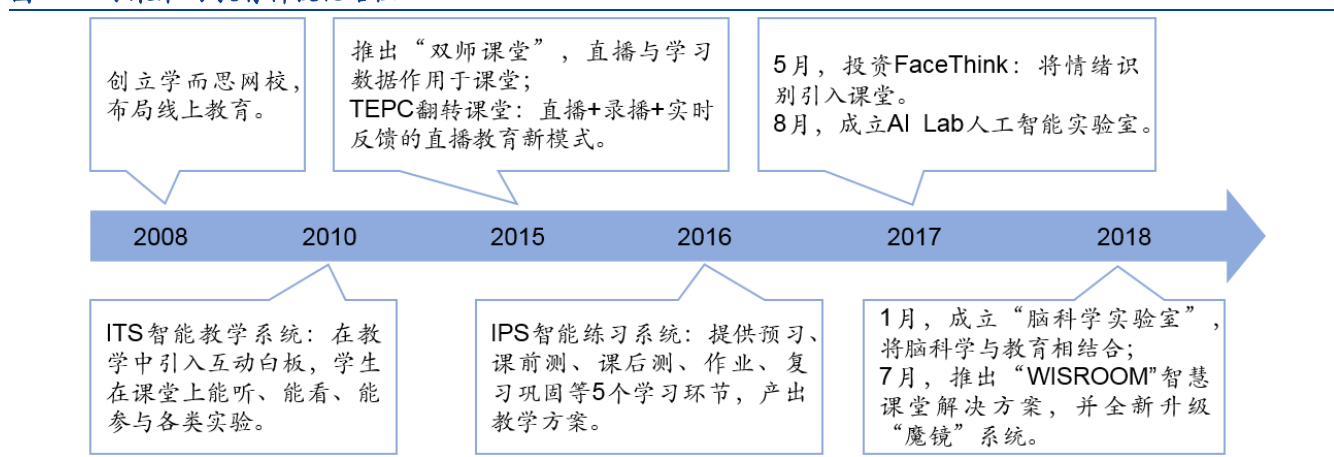 创立学而思网校，
布局线上教育。
推出“双师课堂”，直播与学习
数据作用于课堂；
TEPC翻转课堂：直播+录播+实时
反馈的直播教育新模式。
5月，投资FaceThink：将情绪识
别引入课堂。
8月，成立AI Lab人工智能实验室。
2008
2010
2015
2016
2017
2018
ITS智能教学系统：在教
学中引入互动白板，学生
在课堂上能听、能看、能
参与各类实验。
IPS智能练习系统：提供预习、
课前测、课后测、作业、复
习巩固等5个学习环节，产出
教学方案。
1月，成立“脑科学实验室”，
将脑科学与教育相结合；
7月，推出“WISROOM”智慧
课堂解决方案，并全新升级
“魔镜”系统。